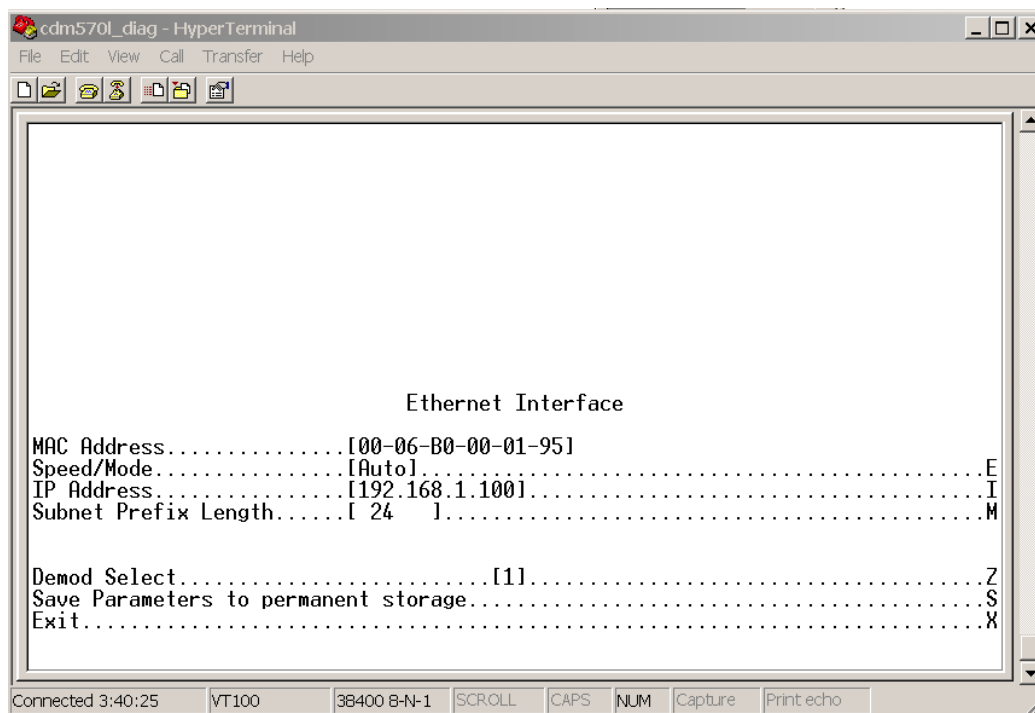 cdm570l_diag - HyperTerminal
File Edit View Call Transfer Help
Ethernet Interface
MAC Address...............[00-06-B0-00-01-95]
Speed/Mode................[Auto]...............................................E
IP Address................[192.168.1.100]......................................I
Subnet Prefix Length......[ 24   ].............................................M
Demod Select..........................[1]......................................Z
Save Parameters to permanent storage...........................................S
Exit...........................................................................X
Connected 3:40:25 VT100 38400 8-N-1 SCROLL CAPS NUM Capture Print echo